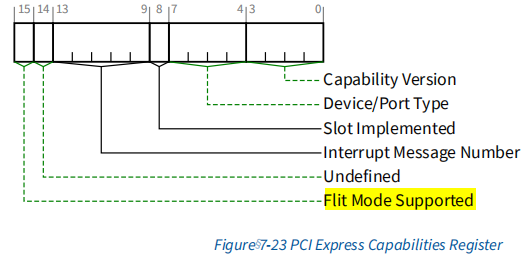 15 14 13 9 8 7 4 3 0
Capability Version
Device/Port Type
Slot Implemented
Interrupt Message Number
Undefined
Flit Mode Supported
Figure§7-23 PCI Express Capabilities Register